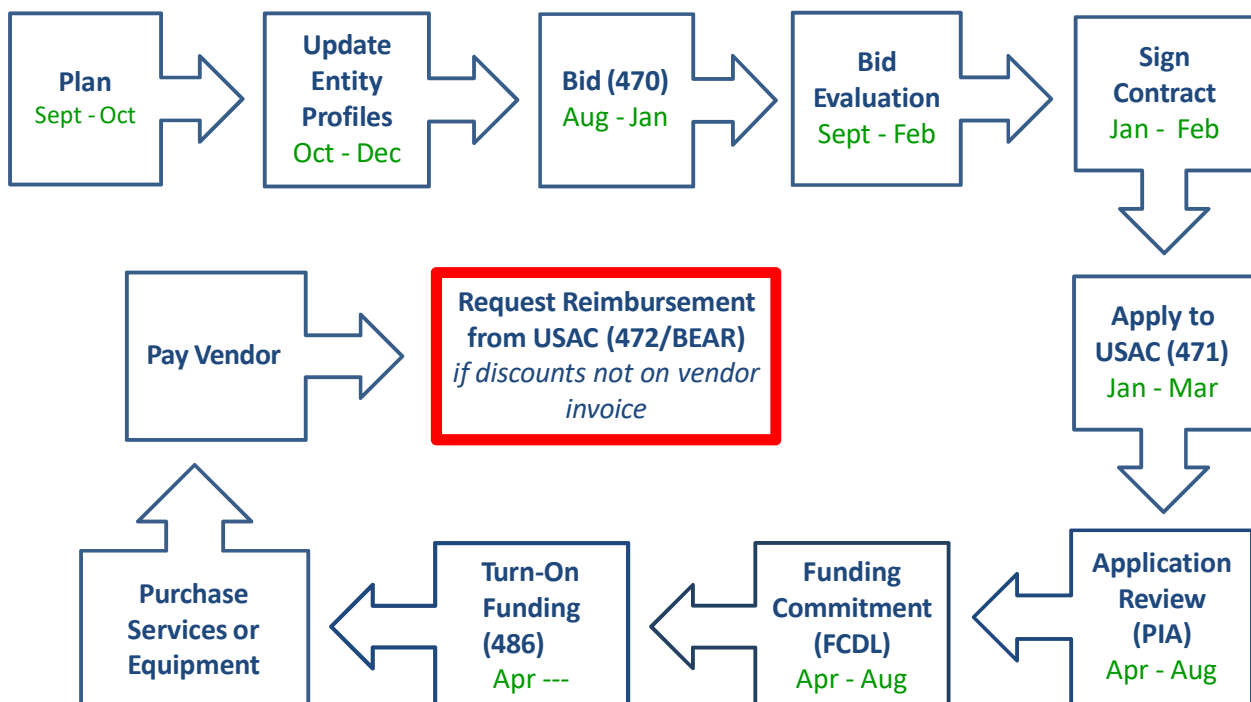 Plan
Sept - Oct
Update
Entity
Profiles
Oct - Dec
Bid (470)
Aug - Jan
Bid
Evaluation
Sept - Feb
Sign
Contract
Jan - Feb
Apply to
USAC (471)
Jan - Mar
Application
Review
(PIA)
Apr - Aug
Funding
Commitment
(FCDL)
Apr - Aug
Turn-On
Funding
(486)
Apr ---
Purchase
Services or
Equipment
Pay Vendor
Request Reimbursement
from USAC (472/BEAR)
if discounts not on vendor
invoice